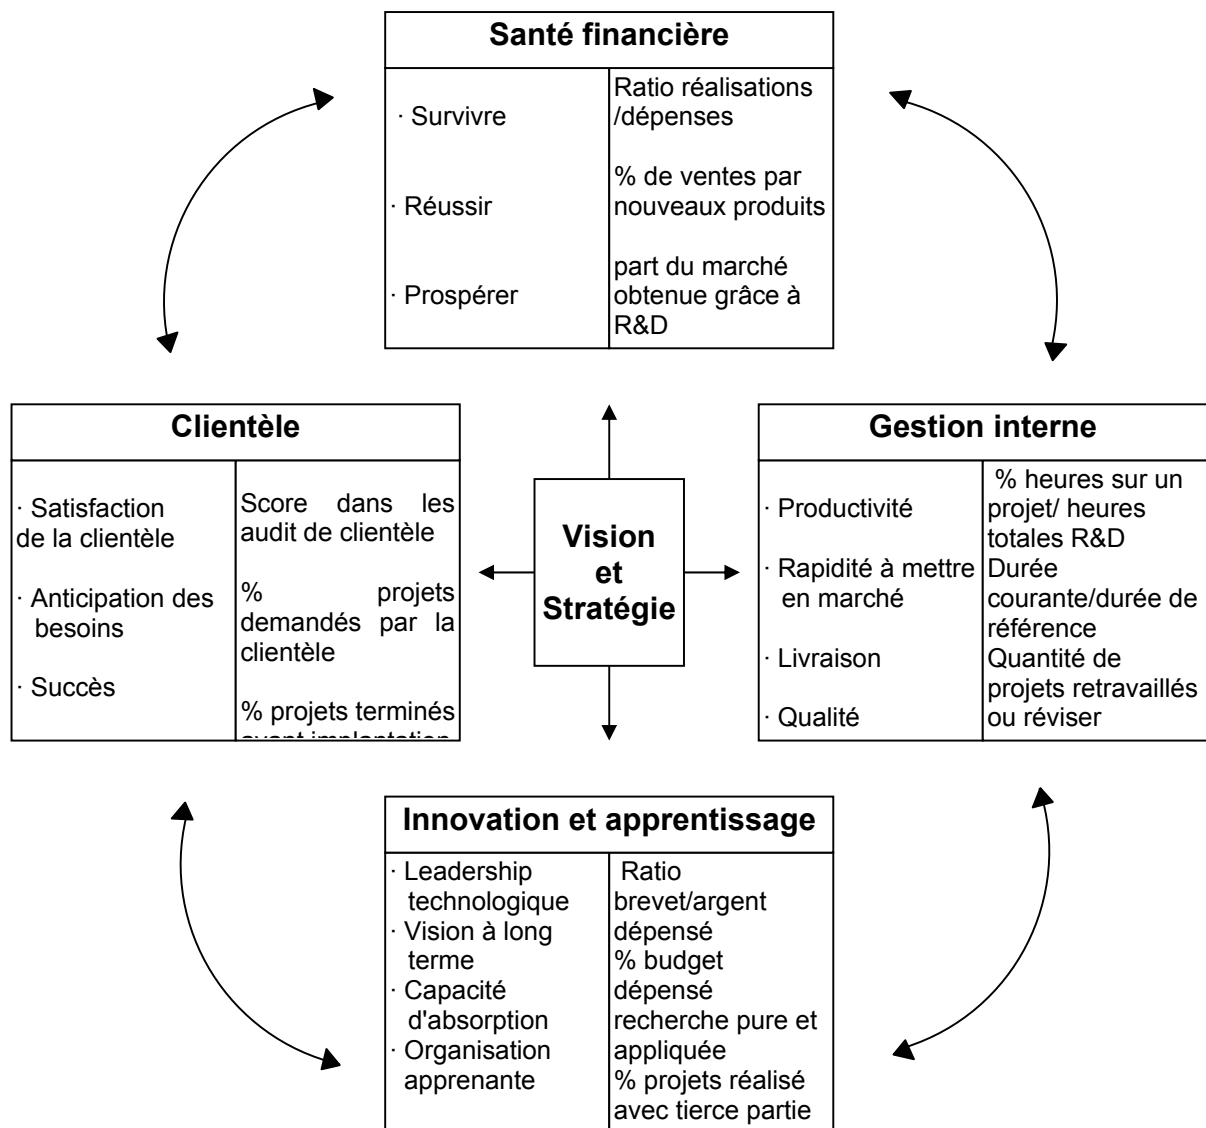 Santé financière
· Survivre
· Réussir
· Prospérer
Ratio réalisations
/dépenses
% de ventes par
nouveaux produits
part du marché
obtenue grâce à
R&D
Clientèle
· Satisfaction
de la clientèle
· Anticipation des
besoins
· Succès
Score dans les
audit de clientèle
% projets
demandés par la
clientèle
% projets terminés
avant implantation
Vision
et
Stratégie
Gestion interne
· Productivité
· Rapidité à mettre
en marché
· Livraison
· Qualité
% heures sur un
projet/ heures
totales R&D
Durée
courante/durée de
référence
Quantité de
projets retravaillés
ou réviser
Innovation et apprentissage
· Leadership
technologique
· Vision à long
terme
· Capacité
d'absorption
· Organisation
apprenante
Ratio
brevet/argent
dépensé
% budget
dépensé
recherche pure et
appliquée
% projets réalisé
avec tierce partie